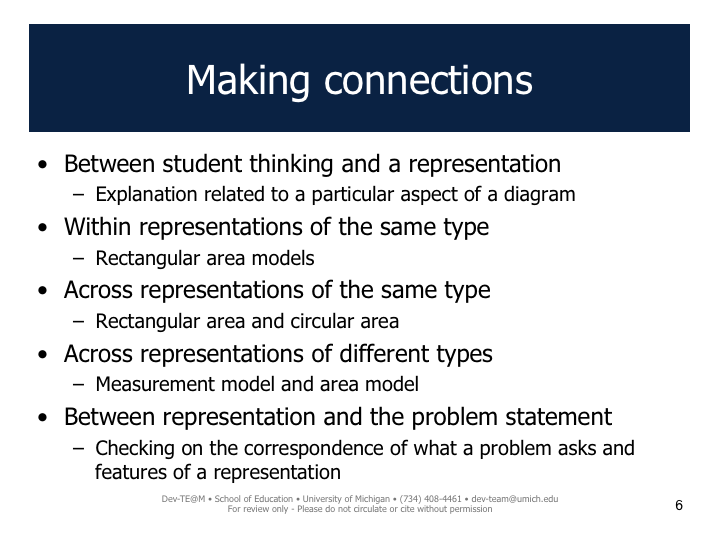 Making connections
• Between student thinking and a representation
– Explanation related to a particular aspect of a diagram
• Within representations of the same type
– Rectangular area models
• Across representations of the same type
– Rectangular area and circular area
• Across representations of different types
– Measurement model and area model
• Between representation and the problem statement
– Checking on the correspondence of what a problem asks and
features of a representation
Dev-TE@M • School of Education • University of Michigan • (734) 408-4461 • dev-team@umich.edu
For review only - Please do not circulate or cite without permission
6